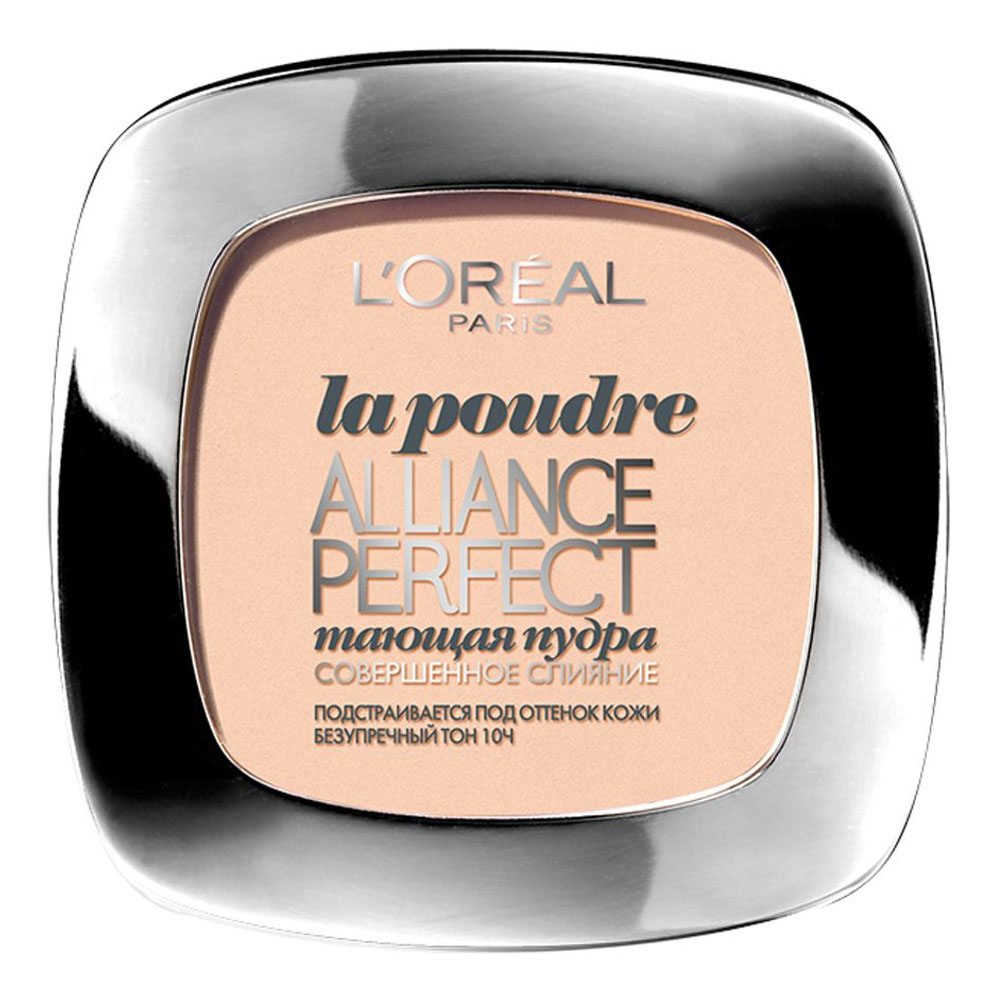 L'ORÉAL
PARiS
la poudre
ALLIANCE
PERFECT
тающая пудра
СОВЕРШЕННОЕ СЛИЯНИЕ
ПОДСТРАИВАЕТСЯ ПОД ОТТЕНОК КОЖИ
БЕЗУПРЕЧНЫЙ ТОН 10Ч